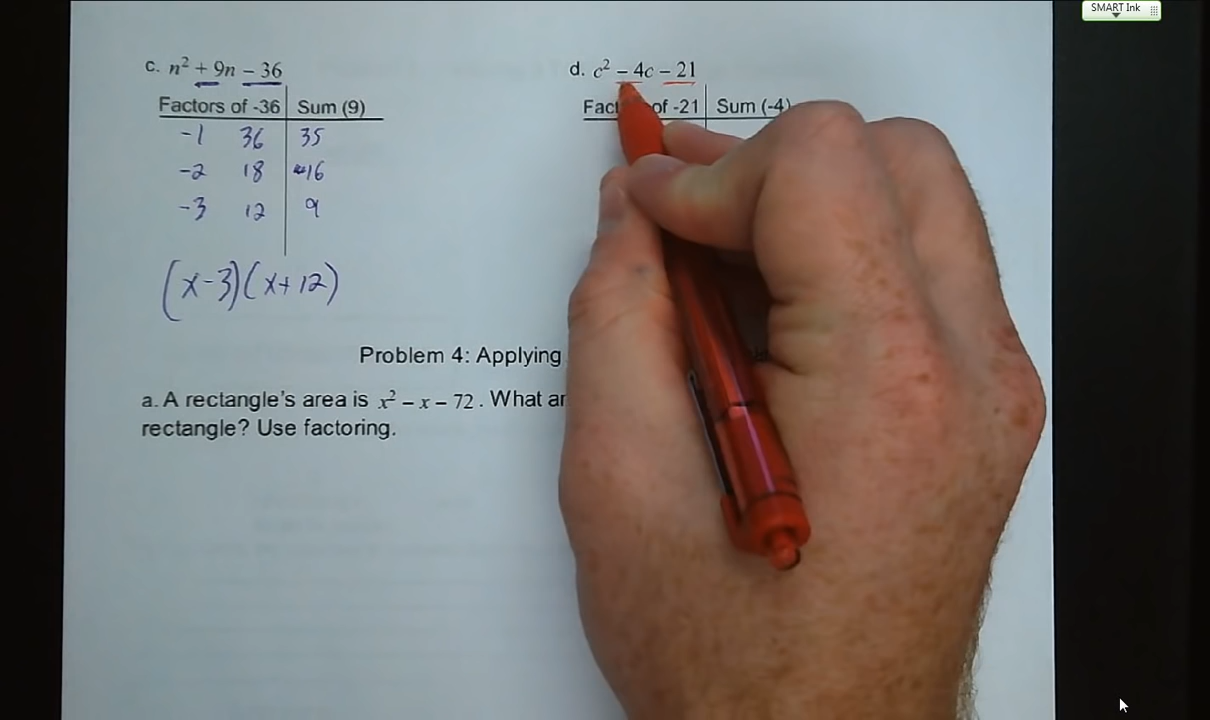 SMART Ink
c. n² + 9n − 36
Factors of -36 Sum (9)
-1 36 35
-2 18 16
-3 12 9
(x-3)(x+12)
d. c² − 4c − 21
of -21 Sum (-4)
Problem 4: Applying
a. A rectangle's area is x² − x − 72. What
rectangle? Use factoring.